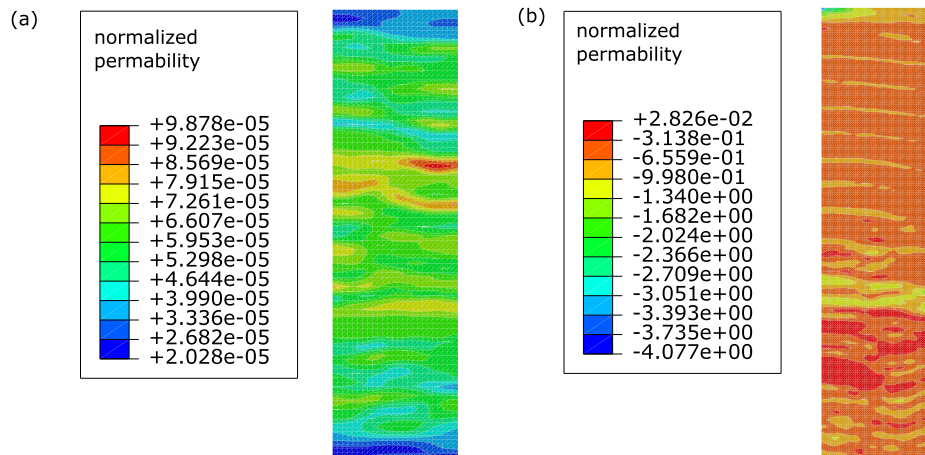 (a)
normalized
permability
+9.878e-05
+9.223e-05
+8.569e-05
+7.915e-05
+7.261e-05
+6.607e-05
+5.953e-05
+5.298e-05
+4.644e-05
+3.990e-05
+3.336e-05
+2.682e-05
+2.028e-05
(b)
normalized
permability
+2.826e-02
-3.138e-01
-6.559e-01
-9.980e-01
-1.340e+00
-1.682e+00
-2.024e+00
-2.366e+00
-2.709e+00
-3.051e+00
-3.393e+00
-3.735e+00
-4.077e+00